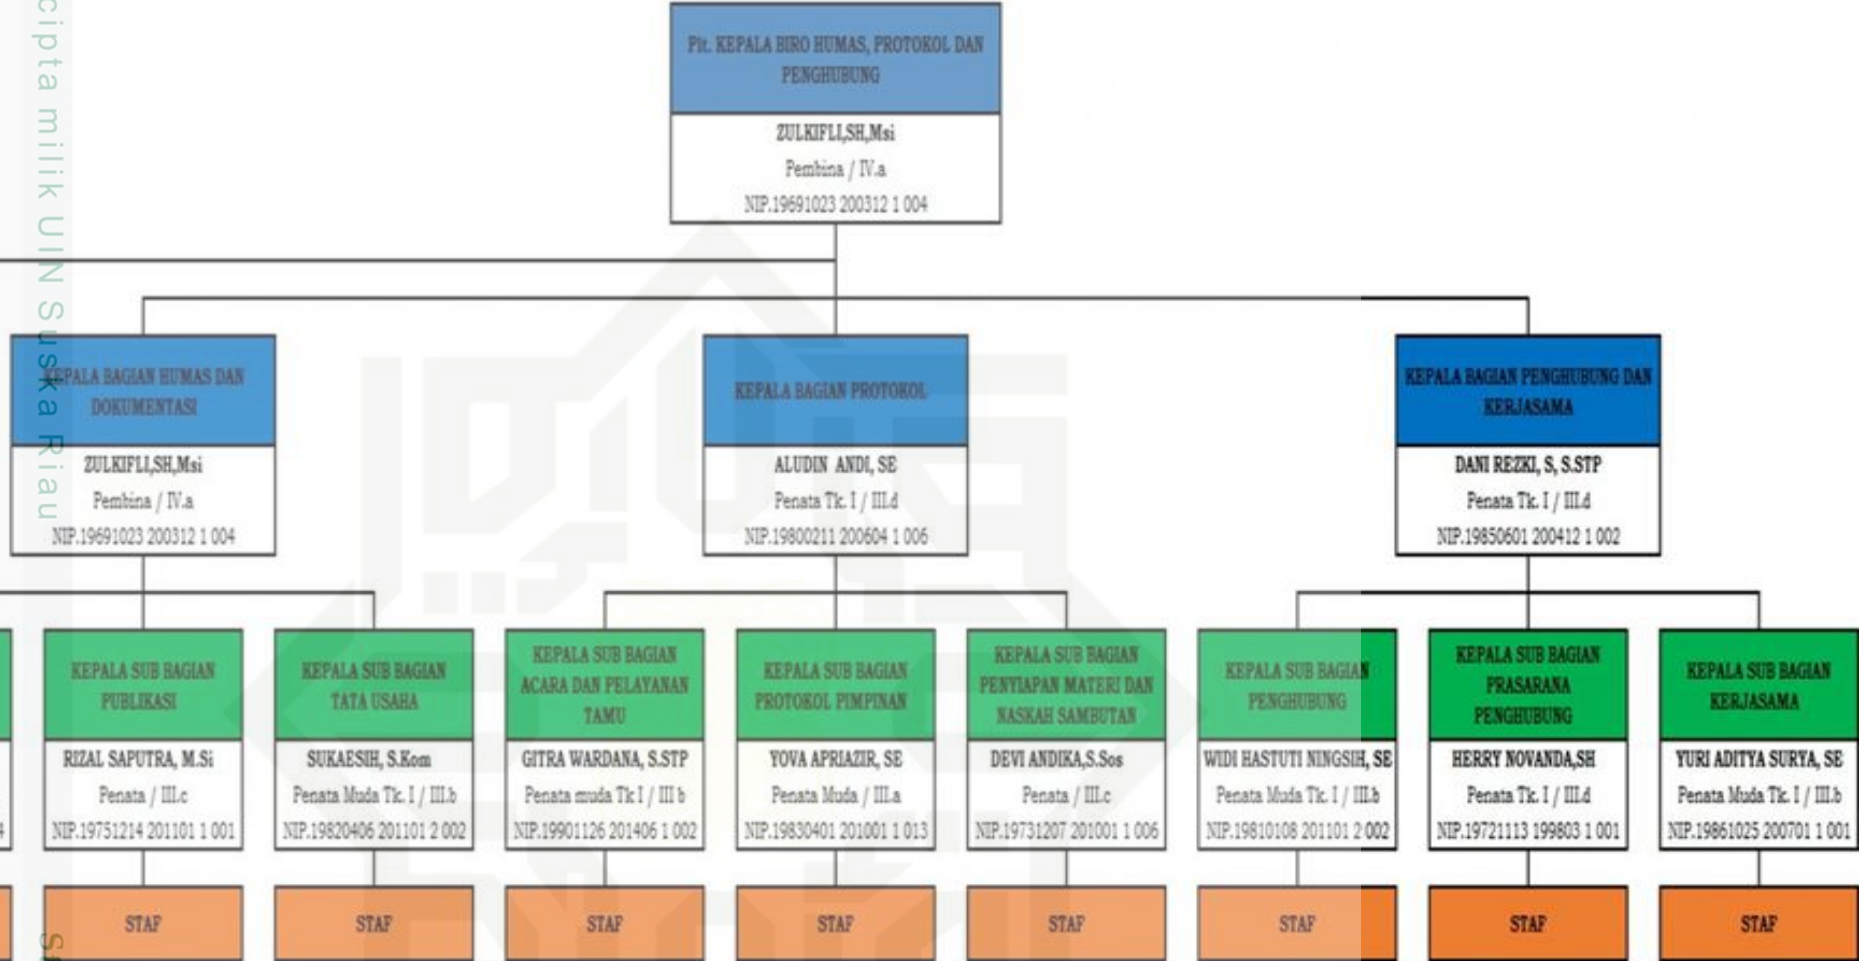 Plt. KEPALA BIRO HUMAS, PROTOKOL DAN
PENGHUBUNG
ZULKIFLI,SH,Msi
Pembina / IV.a
NIP.19691023 200312 1 004
KEPALA BAGIAN HUMAS DAN
DOKUMENTASI
ZULKIFLI,SH,Msi
Pembina / IV.a
NIP.19691023 200312 1 004
KEPALA BAGIAN PROTOKOL
ALUDIN ANDI, SE
Penata Tk. I / III.d
NIP.19800211 200604 1 006
KEPALA BAGIAN PENGHUBUNG DAN
KERJASAMA
DANI REZKI, S, S.STP
Penata Tk. I / III.d
NIP.19850601 200412 1 002
KEPALA SUB BAGIAN
PUBLIKASI
RIZAL SAPUTRA, M.Si
Penata / III.c
NIP.19751214 201101 1 001
STAF
KEPALA SUB BAGIAN
TATA USAHA
SUKAESIH, S.Kom
Penata Muda Tk. I / III.b
NIP.19820406 201101 2 002
STAF
KEPALA SUB BAGIAN
ACARA DAN PELAYANAN
TAMU
GITRA WARDANA, S.STP
Penata muda Tk I / III b
NIP.19901126 201406 1 002
STAF
KEPALA SUB BAGIAN
PROTOKOL PIMPINAN
YOVA APRIAZIR, SE
Penata Muda / III.a
NIP.19830401 201001 1 013
STAF
KEPALA SUB BAGIAN
PENYIAPAN MATERI DAN
NASKAH SAMBUTAN
DEVI ANDIKA,S.Sos
Penata / III.c
NIP.19731207 201001 1 006
STAF
KEPALA SUB BAGIAN
PENGHUBUNG
WIDI HASTUTI NINGSIH, SE
Penata Muda Tk. I / III.b
NIP.19810108 201101 2 002
STAF
KEPALA SUB BAGIAN
PRASARANA
PENGHUBUNG
HERRY NOVANDA,SH
Penata Tk. I / III.d
NIP.19721113 199803 1 001
STAF
KEPALA SUB BAGIAN
KERJASAMA
YURI ADITYA SURYA, SE
Penata Muda Tk. I / III.b
NIP.19861025 200701 1 001
STAF
cipta milik UIN Suska Riau